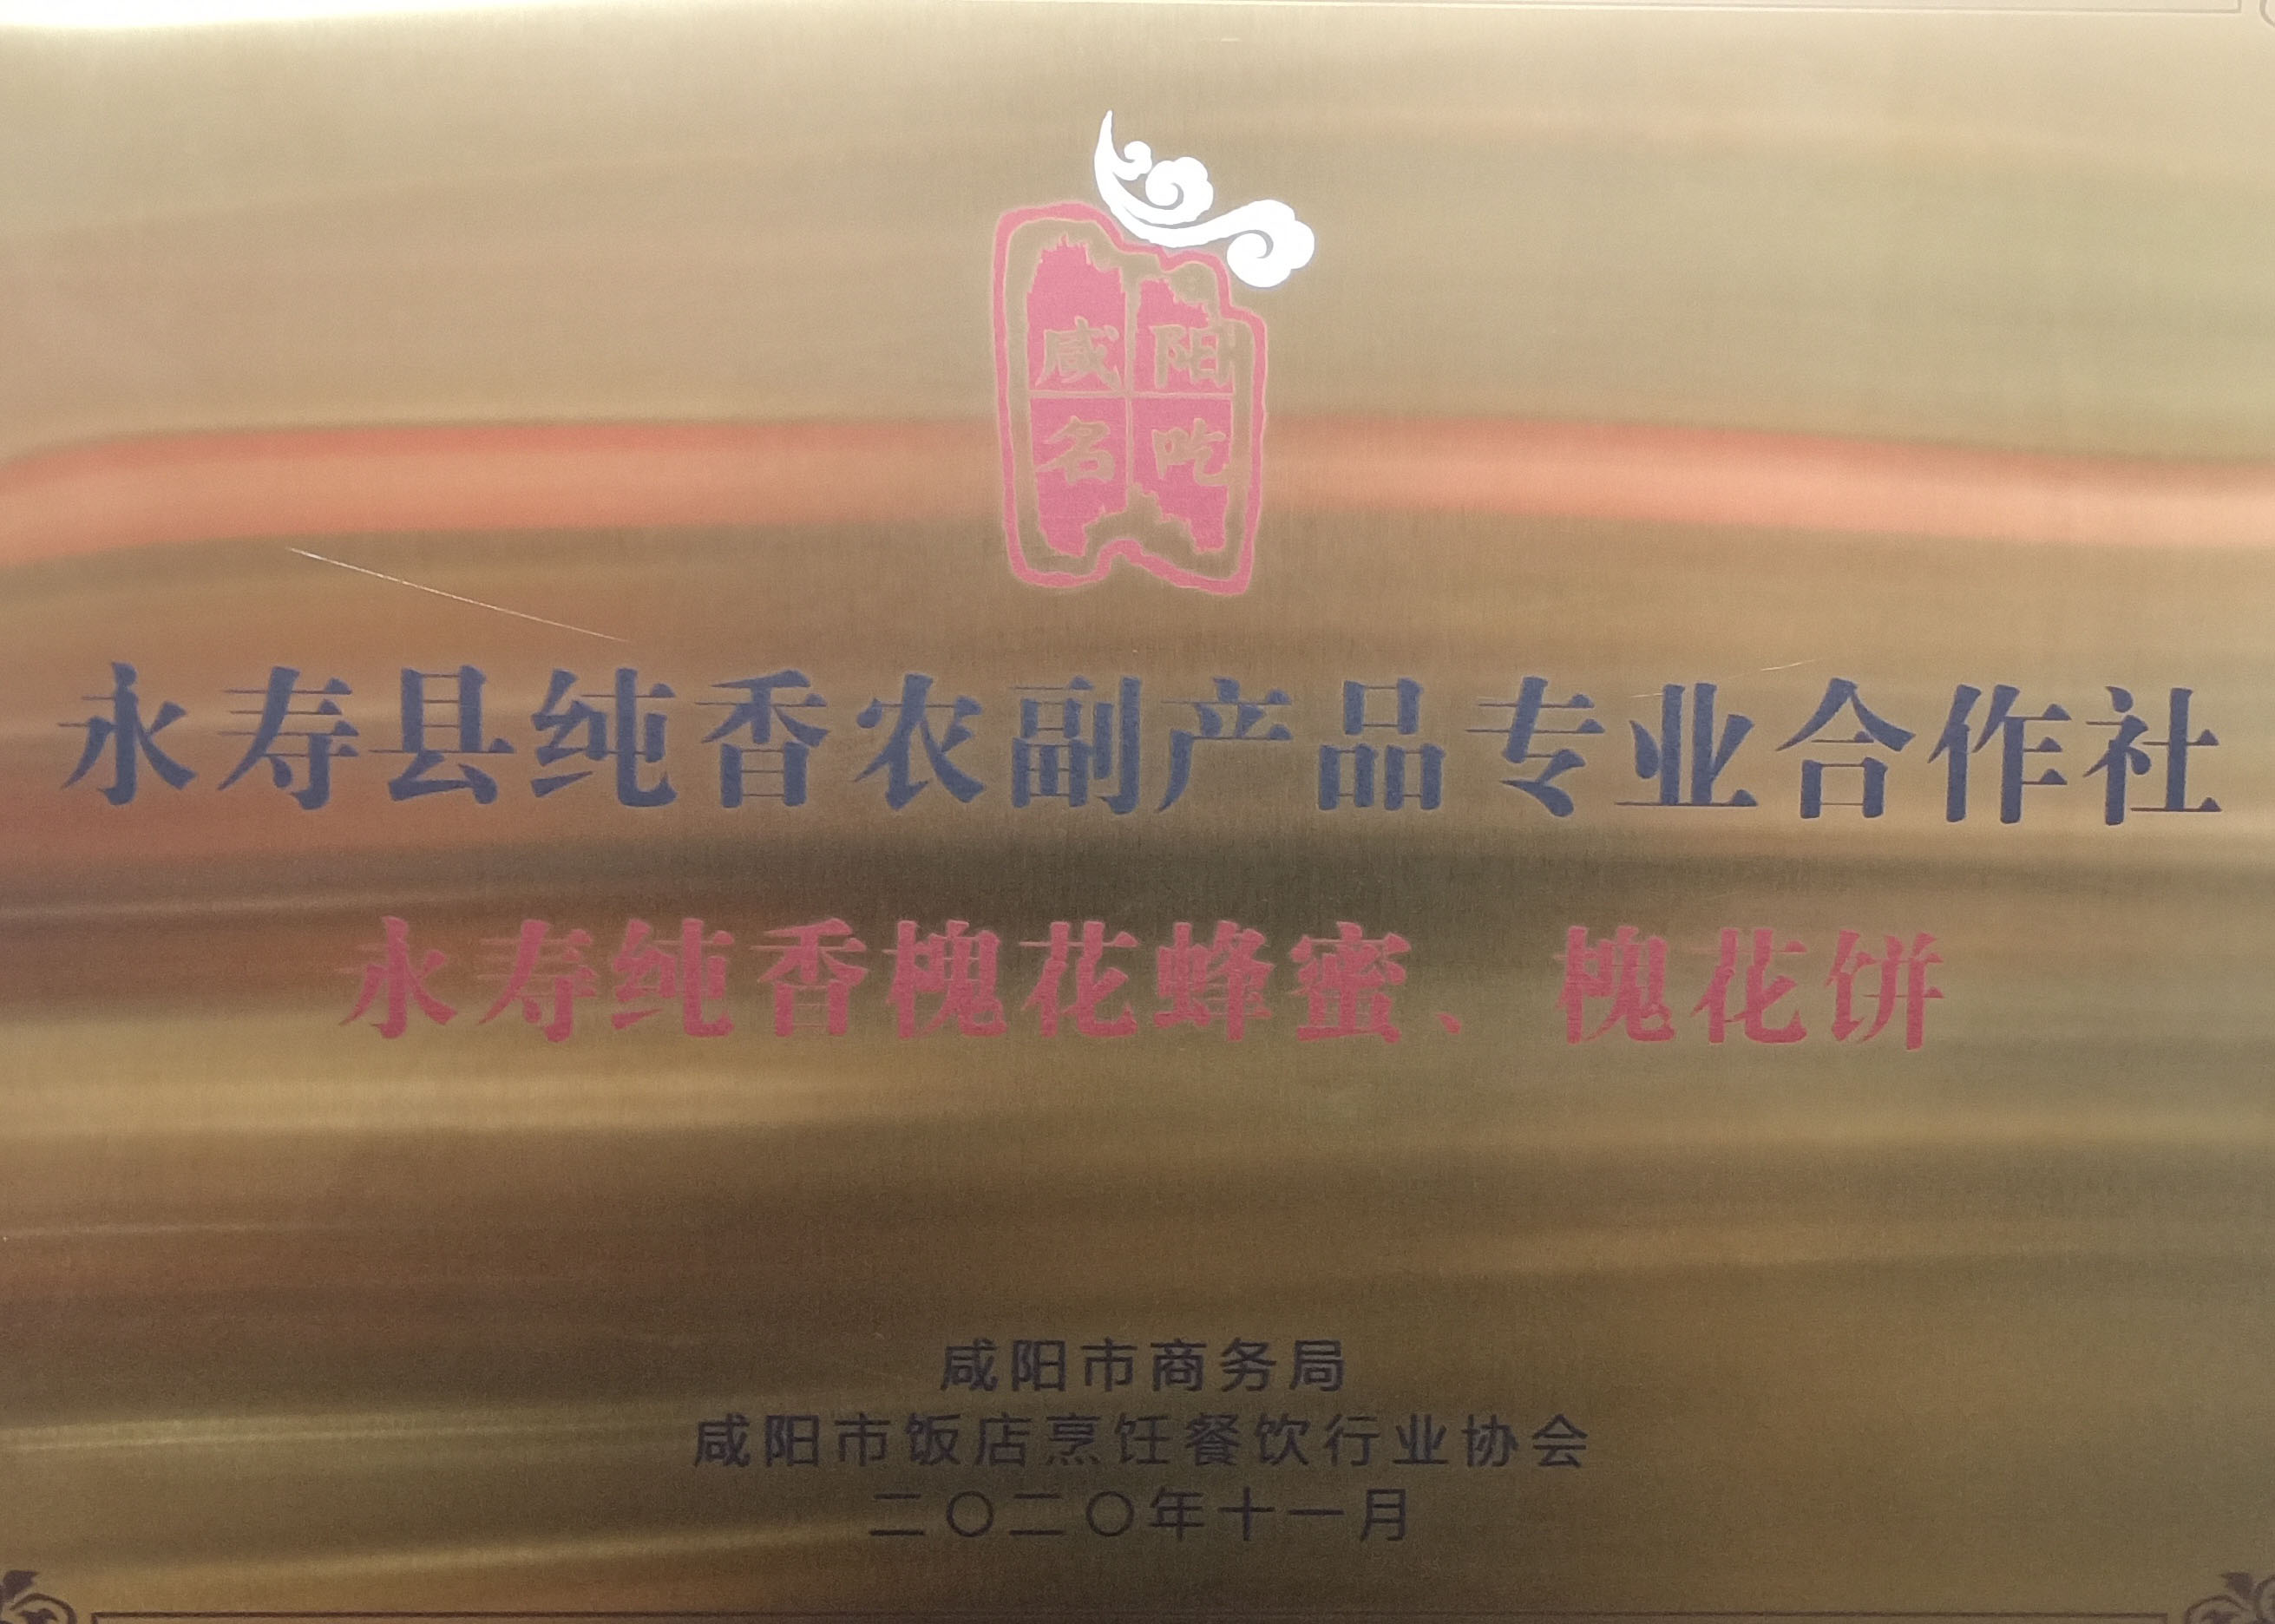 咸阳
名吃
永寿县纯香农副产品专业合作社
永寿纯香槐花蜂蜜、槐花饼
咸阳市商务局
咸阳市饭店烹饪餐饮行业协会
二〇二〇年十一月